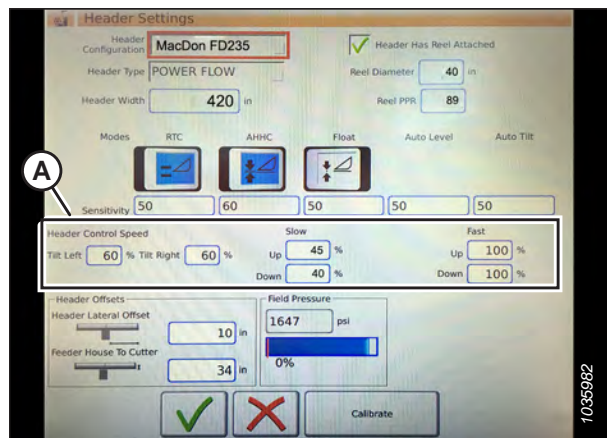 Header Settings
Header Configuration MacDon FD235 Header Has Reel Attached
Header Type POWER FLOW Reel Diameter 40 in
Header Width 420 in Reel PPR 89
Modes RTC AHHC Float Auto Level Auto Tilt
A
Sensitivity 50 60 50 50 50
Header Control Speed Slow Fast
Tilt Left 60 % Tilt Right 60 % Up 45 % Up 100 %
Down 40 % Down 100 %
Header Offsets Field Pressure
Header Lateral Offset 10 in 1647 psi
Feeder House To Cutter 34 in 0%
Calibrate
1035982